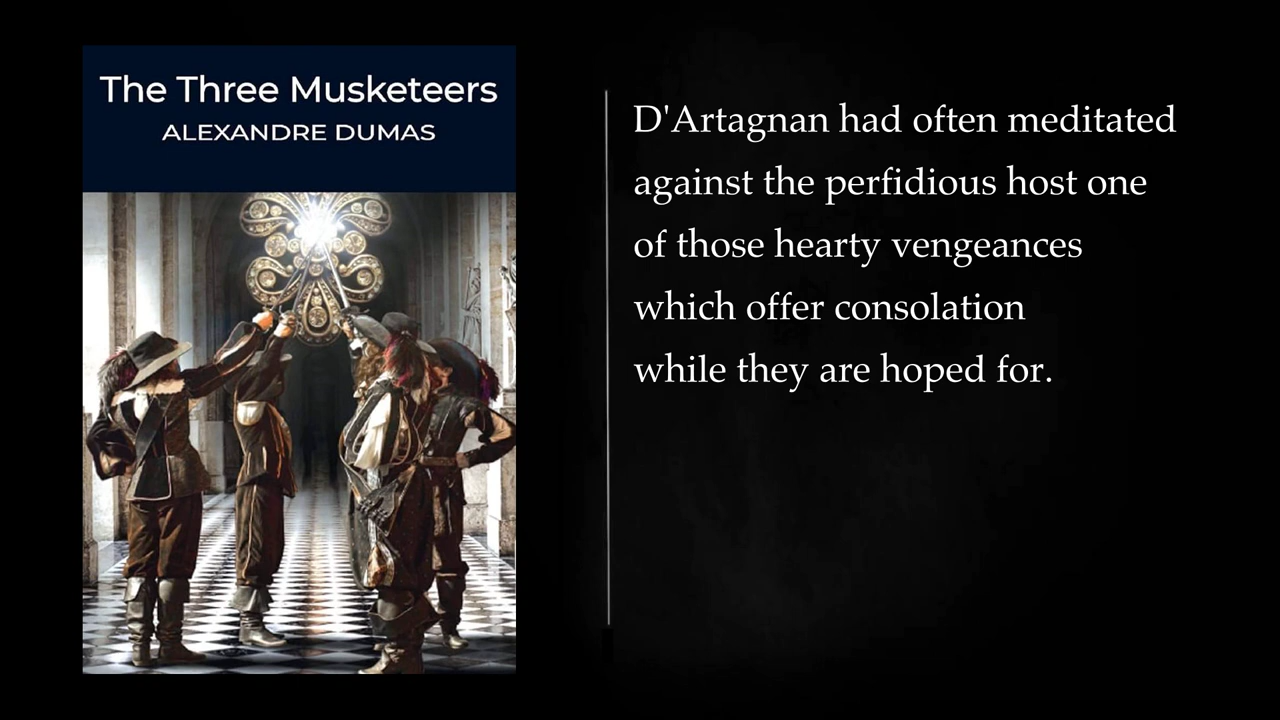 The Three Musketeers
ALEXANDRE DUMAS
D'Artagnan had often meditated
against the perfidious host one
of those hearty vengeances
which offer consolation
while they are hoped for.